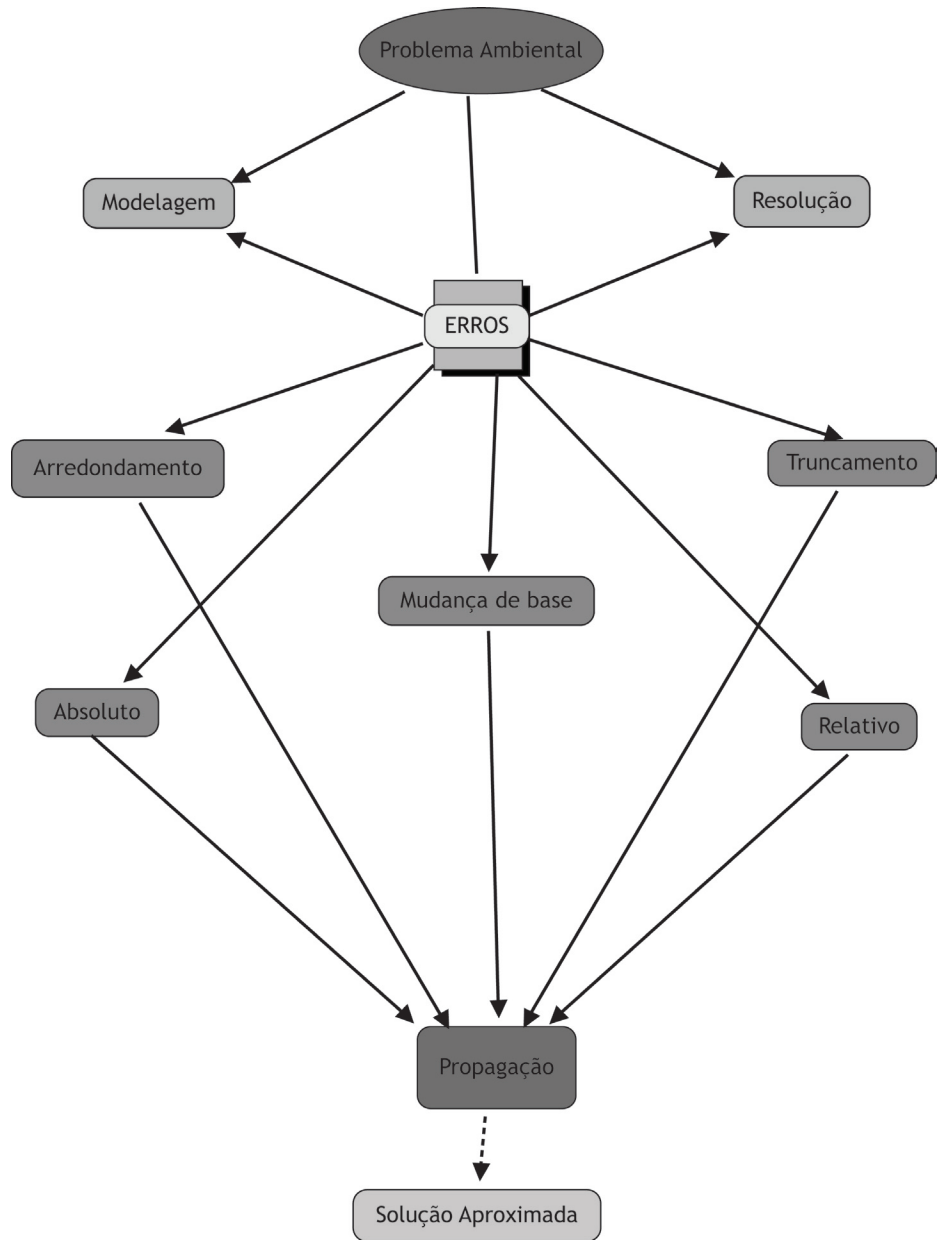 Problema Ambiental
Modelagem
Resolução
ERROS
Arredondamento
Truncamento
Mudança de base
Absoluto
Relativo
Propagação
Solução Aproximada